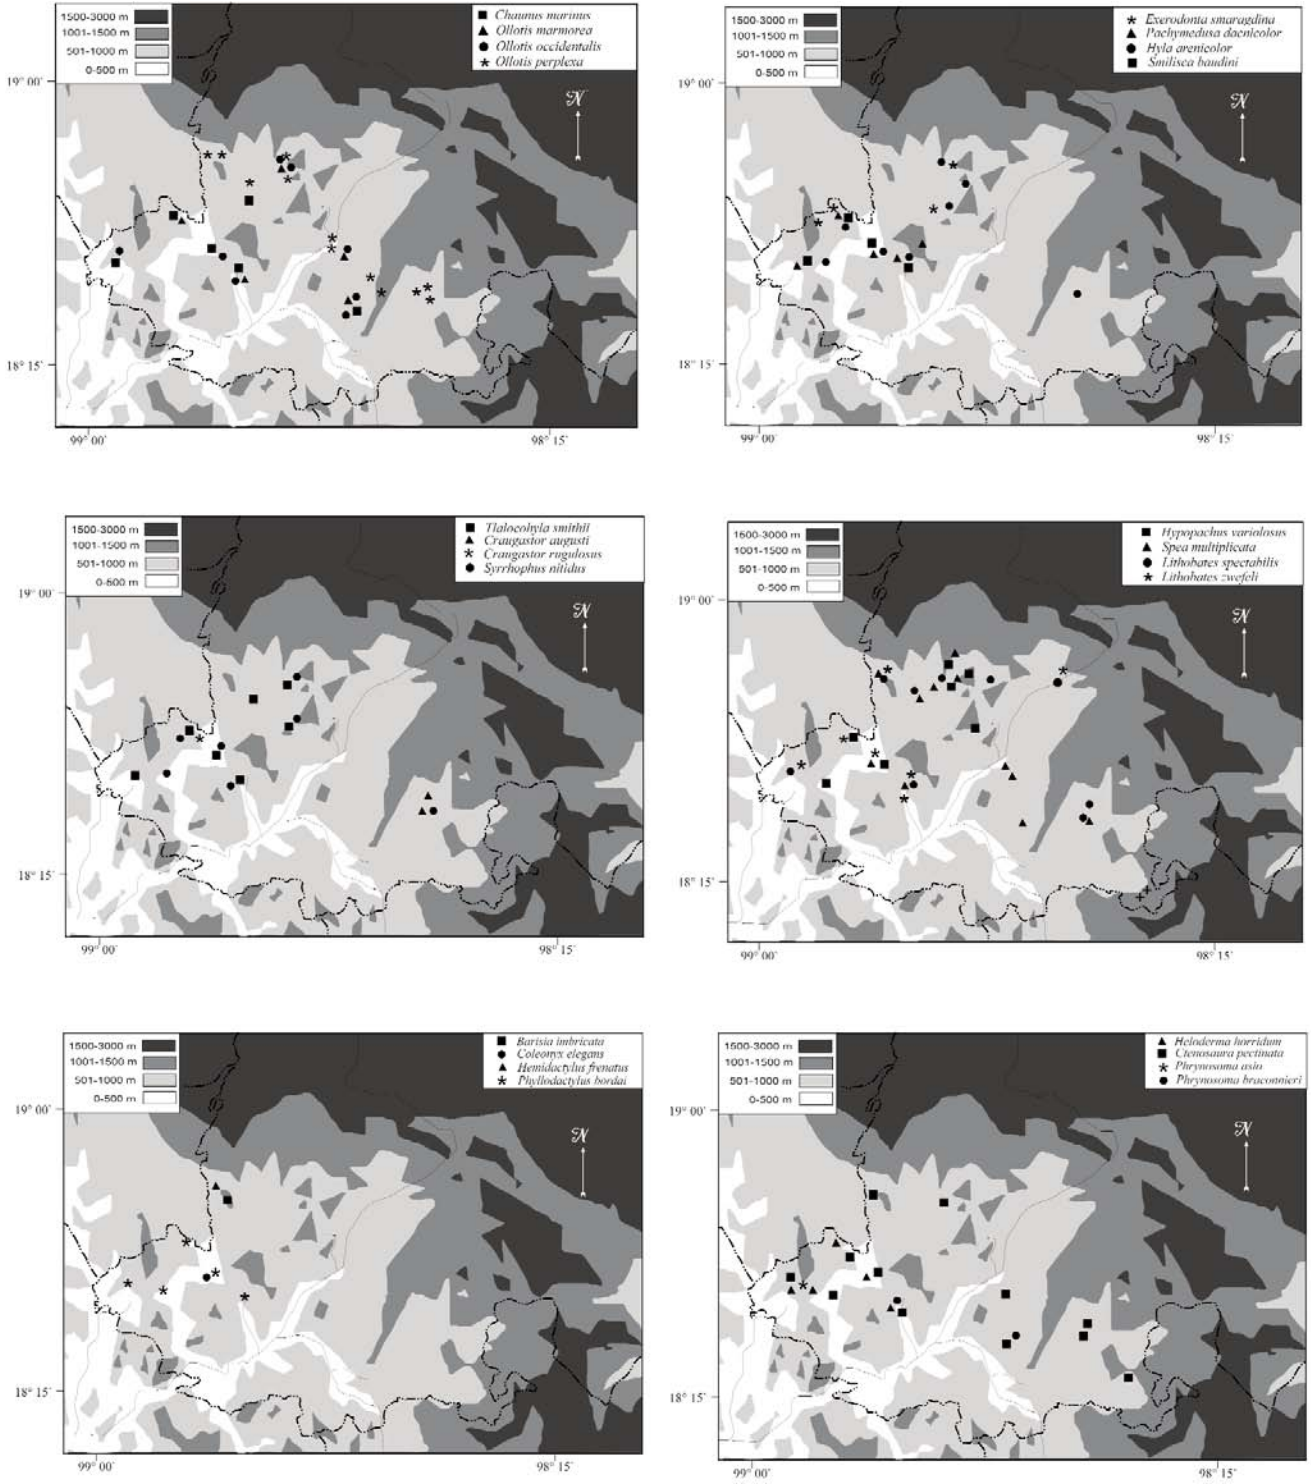 1500-3000 m
1001-1500 m
501-1000 m
0-500 m
Chaunus marinus
Ollotis marmorea
Ollotis occidentalis
Ollotis perplexa
N
19° 00´
18° 15´
99° 00´
98° 15´
1500-3000 m
1001-1500 m
501-1000 m
0-500 m
Exerodonta smaragdina
Pachymedusa dacnicolor
Hyla arenicolor
Smilisca baudini
N
19° 00´
18° 15´
99° 00´
98° 15´
1500-3000 m
1001-1500 m
501-1000 m
0-500 m
Tlalocohyla smithii
Craugastor augusti
Craugastor rugulosus
Syrrhophus nitidus
N
19° 00´
18° 15´
99° 00´
98° 15´
1500-3000 m
1001-1500 m
501-1000 m
0-500 m
Hypopachus variolosus
Spea multiplicata
Lithobates spectabilis
Lithobates zweifeli
N
19° 00´
18° 15´
99° 00´
98° 15´
1500-3000 m
1001-1500 m
501-1000 m
0-500 m
Barisia imbricata
Coleonyx elegans
Hemidactylus frenatus
Phyllodactylus bordai
N
19° 00´
18° 15´
99° 00´
98° 15´
1500-3000 m
1001-1500 m
501-1000 m
0-500 m
Heloderma horridum
Ctenosaura pectinata
Phrynosoma asio
Phrynosoma braconnieri
N
19° 00´
18° 15´
99° 00´
98° 15´